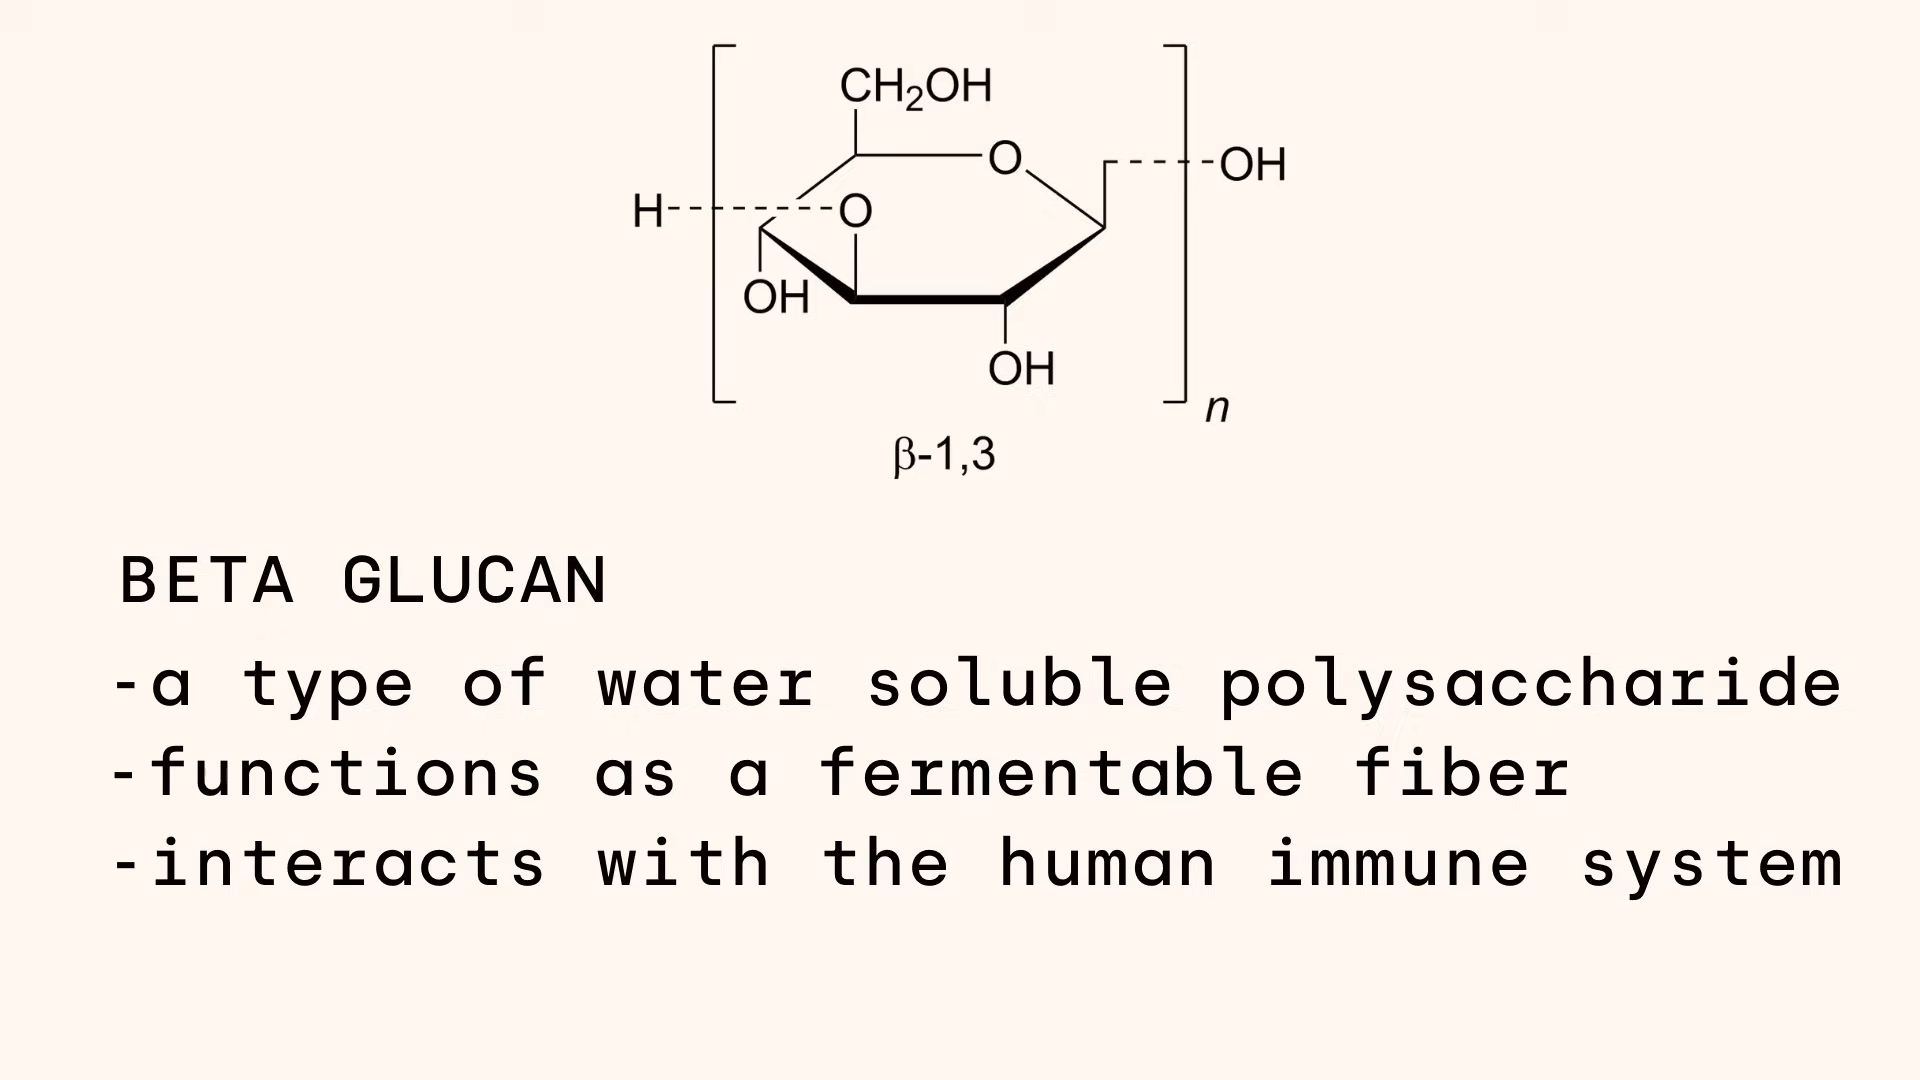 CH₂OH
O
OH
H
O
OH
OH
n
β-1,3
BETA GLUCAN
-a type of water soluble polysaccharide
-functions as a fermentable fiber
-interacts with the human immune system